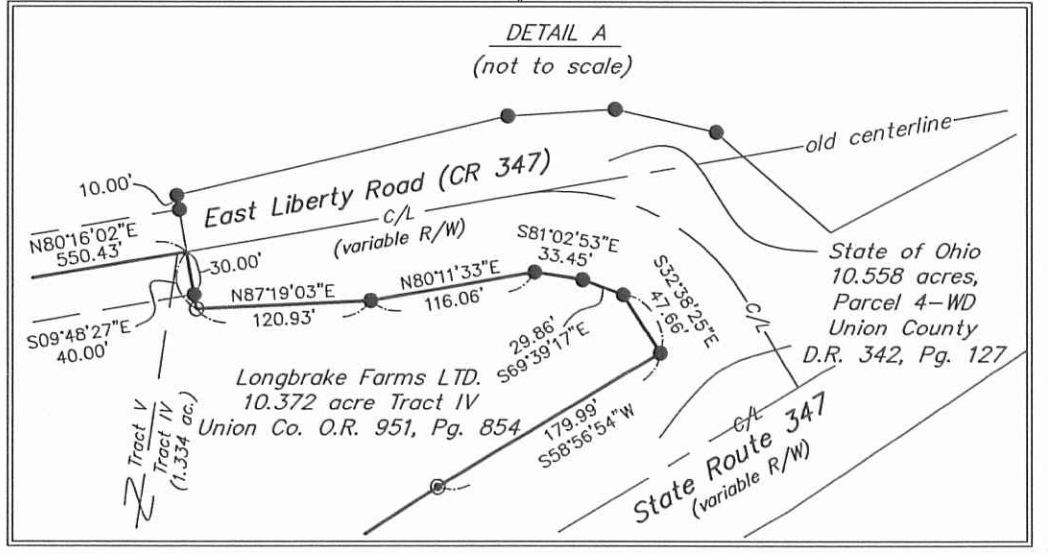 DETAIL A
(not to scale)
old centerline
10.00'
East Liberty Road (CR 347)
C/L
(variable R/W)
N80°16'02"E
550.43'
30.00'
S09°48'27"E
40.00'
N87°19'03"E
120.93'
N80°11'33"E
116.06'
S81°02'53"E
33.45'
29.86'
S69°39'17"E
S32°38'25"E
47.66'
C/L
State of Ohio
10.558 acres,
Parcel 4-WD
Union County
D.R. 342, Pg. 127
Longbrake Farms LTD.
10.372 acre Tract IV
Union Co. O.R. 951, Pg. 854
179.99'
S58°56'54"W
Tract V
Tract IV
(1.334 ac.)
C/L
State Route 347
(variable R/W)